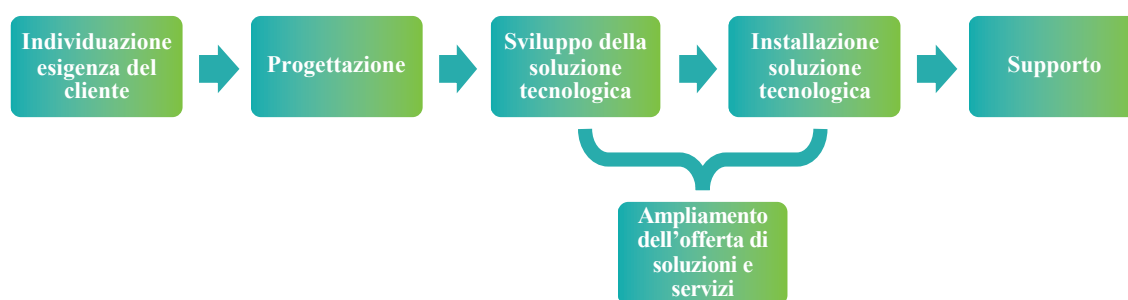 Individuazione
esigenza del
cliente
Progettazione
Sviluppo della
soluzione
tecnologica
Installazione
soluzione
tecnologica
Supporto
Ampliamento
dell’offerta di
soluzioni e
servizi